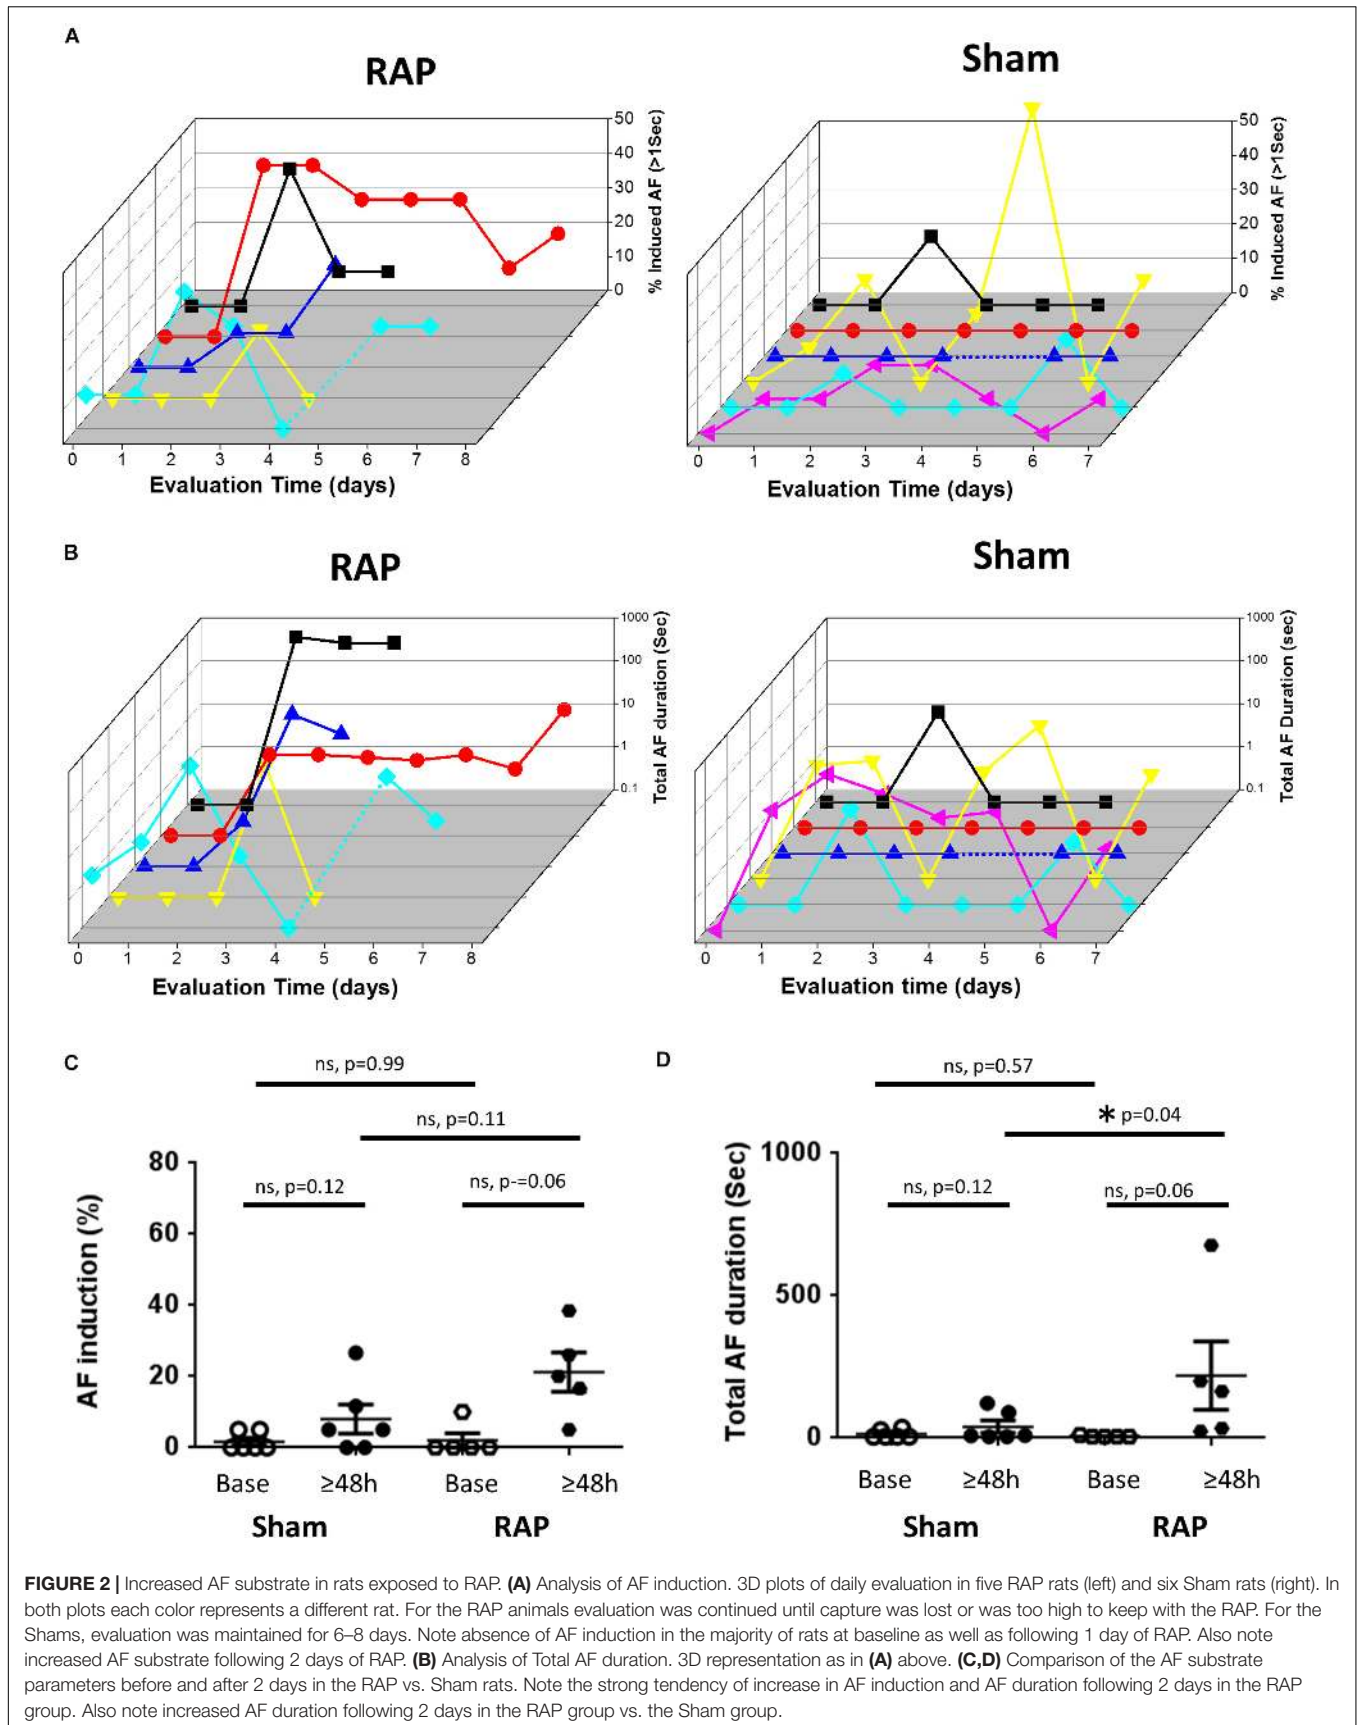 A
RAP
Sham
50
40
30
20
10
0
% Induced AF (>1Sec)
50
40
30
20
10
0
% Induced AF (>1Sec)
0 1 2 3 4 5 6 7 8
Evaluation Time (days)
0 1 2 3 4 5 6 7
Evaluation Time (days)
B
RAP
Sham
1000
100
10
1
0.1
Total AF duration (Sec)
1000
100
10
1
0.1
Total AF Duration (sec)
0 1 2 3 4 5 6 7 8
Evaluation Time (days)
0 1 2 3 4 5 6 7
Evaluation time (days)
C
ns, p=0.99
ns, p=0.11
ns, p=0.12
ns, p-=0.06
80
60
40
20
0
AF induction (%)
Base ≥48h Base ≥48h
Sham RAP
D
ns, p=0.57
* p=0.04
ns, p=0.12
ns, p=0.06
1000
500
0
Total AF duration (Sec)
Base ≥48h Base ≥48h
Sham RAP
FIGURE 2 | Increased AF substrate in rats exposed to RAP. (A) Analysis of AF induction. 3D plots of daily evaluation in five RAP rats (left) and six Sham rats (right). In
both plots each color represents a different rat. For the RAP animals evaluation was continued until capture was lost or was too high to keep with the RAP. For the
Shams, evaluation was maintained for 6–8 days. Note absence of AF induction in the majority of rats at baseline as well as following 1 day of RAP. Also note
increased AF substrate following 2 days of RAP. (B) Analysis of Total AF duration. 3D representation as in (A) above. (C,D) Comparison of the AF substrate
parameters before and after 2 days in the RAP vs. Sham rats. Note the strong tendency of increase in AF induction and AF duration following 2 days in the RAP
group. Also note increased AF duration following 2 days in the RAP group vs. the Sham group.